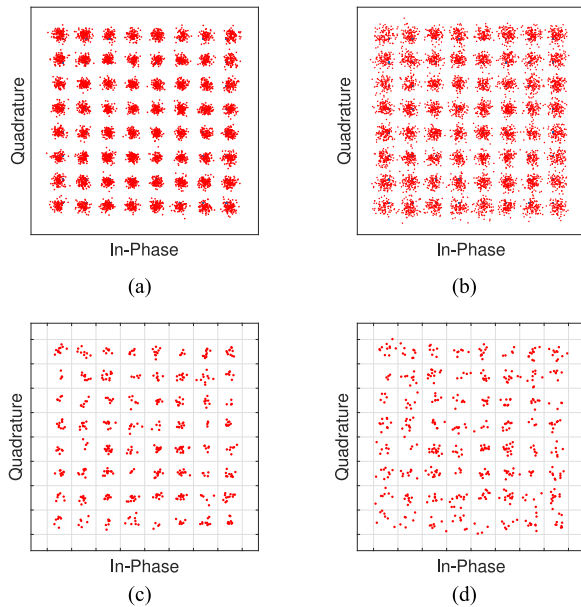 Quadrature
In-Phase
(a)
Quadrature
In-Phase
(b)
Quadrature
In-Phase
(c)
Quadrature
In-Phase
(d)